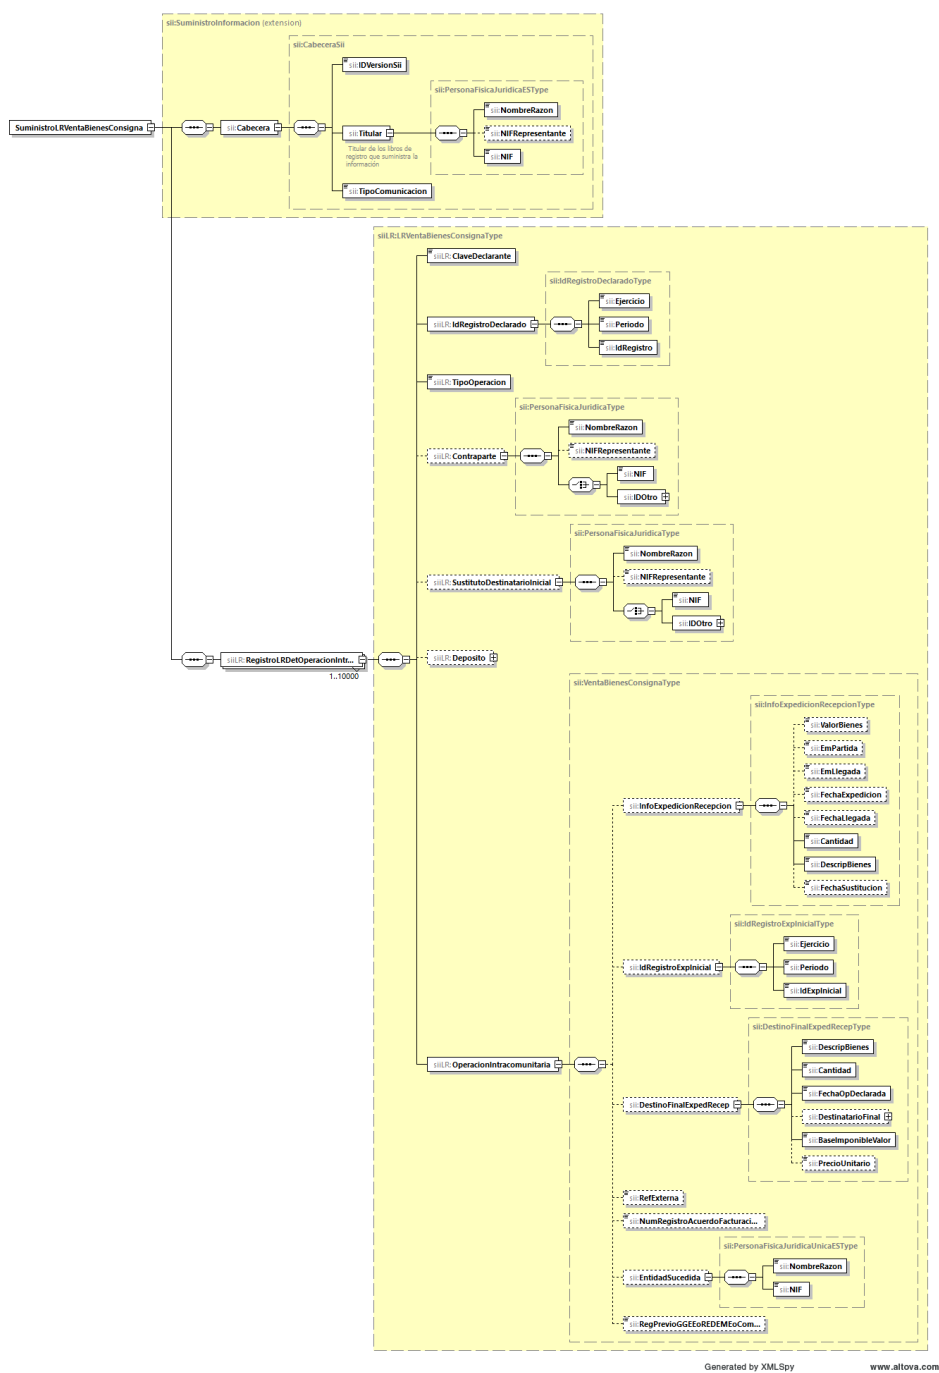 sii:SuministroInformacion (extension)
sii:CabeceraSii
sii:IDVersionSii
sii:PersonaFisicaJuridicaESType
sii:NombreRazon
SuministroLRVentaBienesConsigna
sii:Cabecera
sii:Titular
sii:NIFRepresentante
Titular de los libros de
registro que suministra la
información
sii:NIF
sii:TipoComunicacion
siiLR:LRVentaBienesConsignaType
siiLR:ClaveDeclarante
sii:IdRegistroDeclaradoType
sii:Ejercicio
siiLR:IdRegistroDeclarado
sii:Periodo
sii:IdRegistro
siiLR:TipoOperacion
sii:PersonaFisicaJuridicaType
sii:NombreRazon
sii:NIFRepresentante
siiLR:Contraparte
sii:NIF
sii:IDOtro
sii:PersonaFisicaJuridicaType
sii:NombreRazon
sii:NIFRepresentante
siiLR:SustitutoDestinatarioInicial
sii:NIF
sii:IDOtro
siiLR:RegistroLRDetOperacionIntr...
1..10000
siiLR:Deposito
sii:VentaBienesConsignaType
sii:InfoExpedicionRecepcionType
sii:ValorBienes
sii:EmPartida
sii:EmLlegada
sii:FechaExpedicion
sii:InfoExpedicionRecepcion
sii:FechaLlegada
sii:Cantidad
sii:DescripBienes
sii:FechaSustitucion
sii:IdRegistroExpInicialType
sii:Ejercicio
sii:IdRegistroExpInicial
sii:Periodo
sii:IdExpInicial
sii:DestinoFinalExpedRecepType
sii:DescripBienes
siiLR:OperacionIntracomunitaria
sii:Cantidad
sii:FechaOpDeclarada
sii:DestinoFinalExpedRecep
sii:DestinatarioFinal
sii:BaseImponibleValor
sii:PrecioUnitario
sii:RefExterna
sii:NumRegistroAcuerdoFacturaci...
sii:PersonaFisicaJuridicaUnicaESType
sii:NombreRazon
sii:EntidadSucedida
sii:NIF
sii:RegPrevioGGEEoREDEMEoCom...
Generated by XMLSpy
www.altova.com